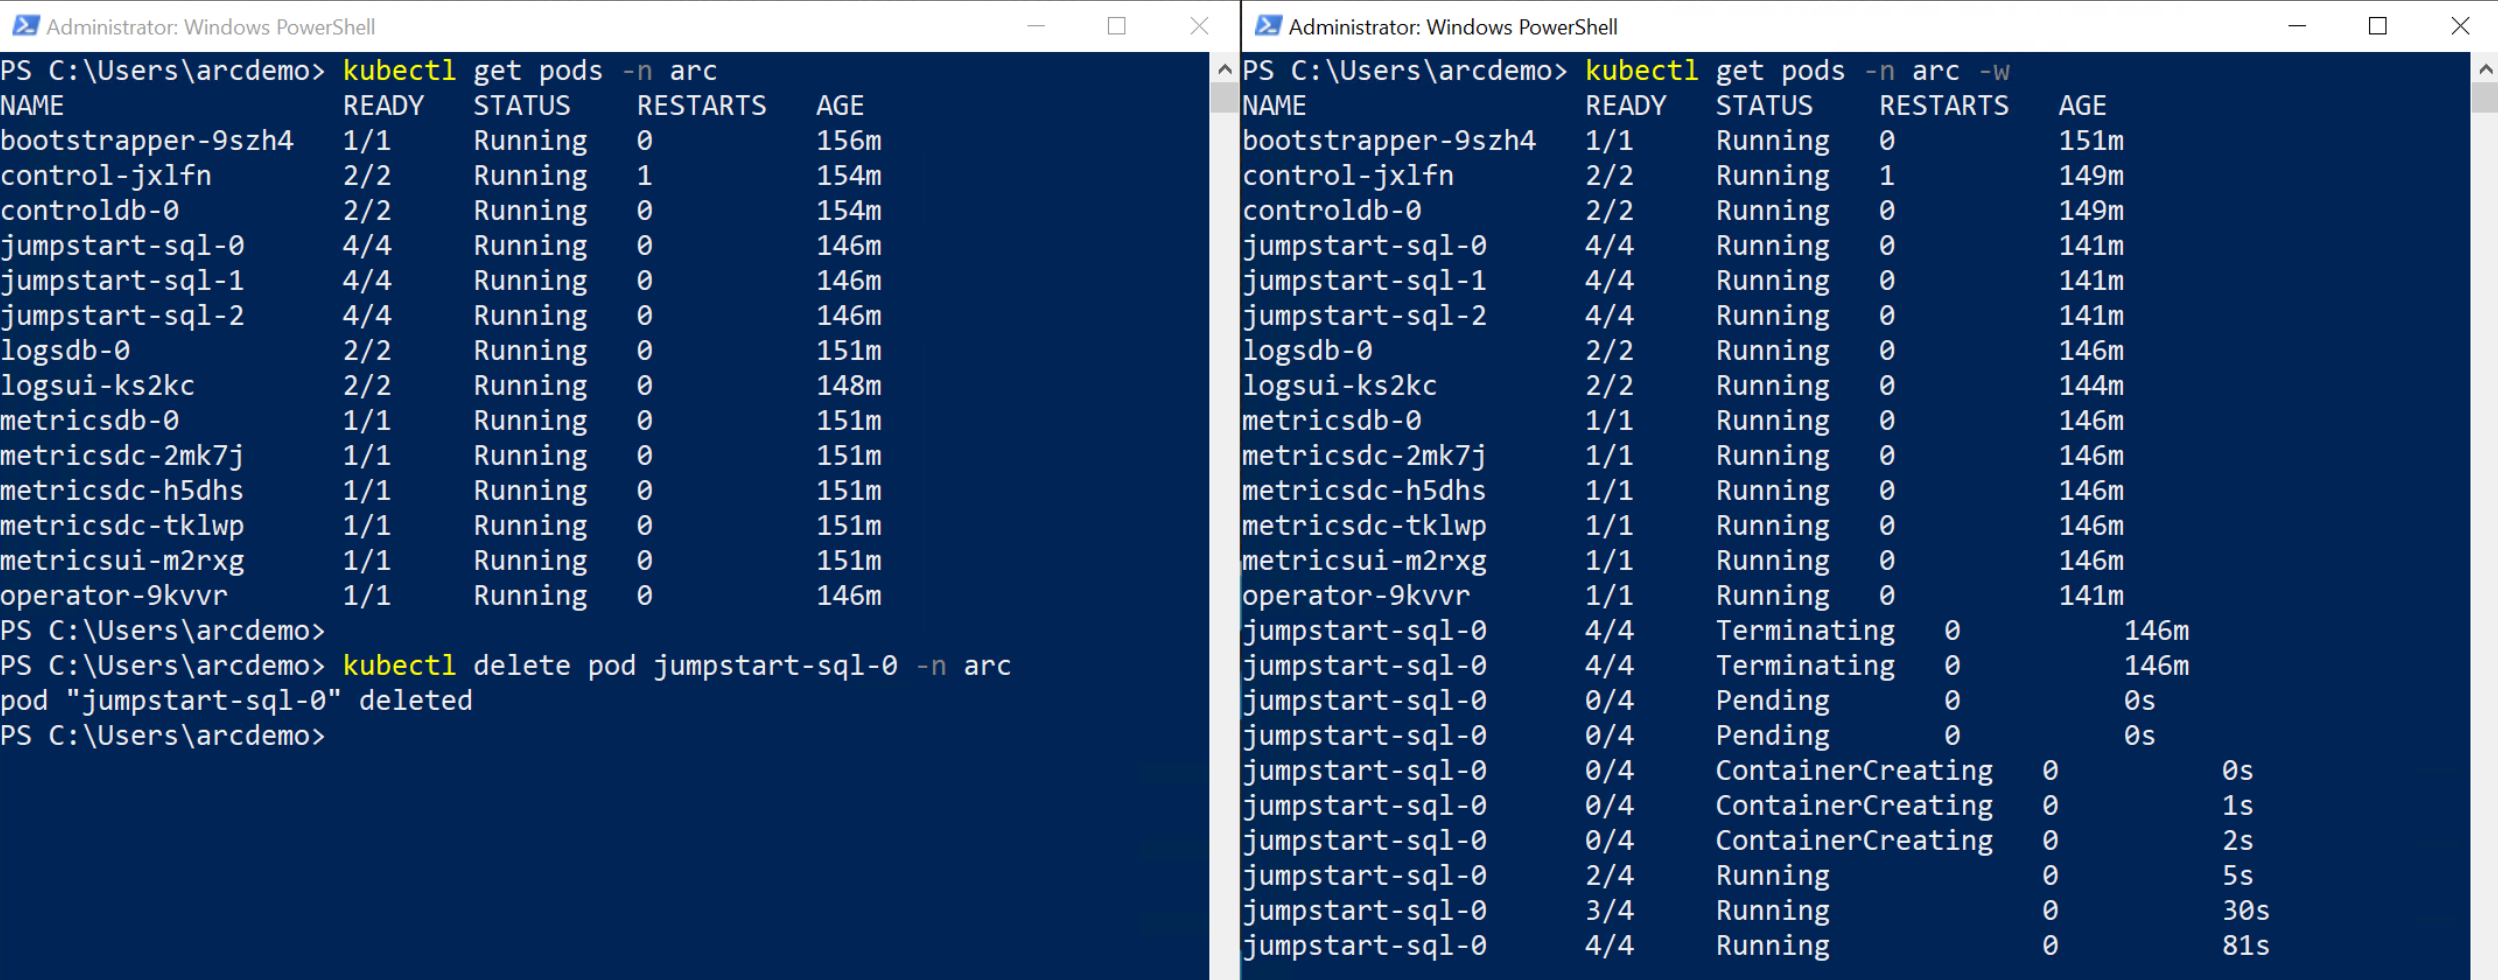 Administrator: Windows PowerShell
PS C:\Users\arcdemo> kubectl get pods -n arc
NAME                 READY   STATUS    RESTARTS   AGE
bootstrapper-9szh4   1/1     Running   0          156m
control-jxlfn        2/2     Running   1          154m
controldb-0          2/2     Running   0          154m
jumpstart-sql-0      4/4     Running   0          146m
jumpstart-sql-1      4/4     Running   0          146m
jumpstart-sql-2      4/4     Running   0          146m
logsdb-0             2/2     Running   0          151m
logsui-ks2kc         2/2     Running   0          148m
metricsdb-0          1/1     Running   0          151m
metricsdc-2mk7j      1/1     Running   0          151m
metricsdc-h5dhs      1/1     Running   0          151m
metricsdc-tklwp      1/1     Running   0          151m
metricsui-m2rxg      1/1     Running   0          151m
operator-9kvvr       1/1     Running   0          146m
PS C:\Users\arcdemo>
PS C:\Users\arcdemo> kubectl delete pod jumpstart-sql-0 -n arc
pod "jumpstart-sql-0" deleted
PS C:\Users\arcdemo>
Administrator: Windows PowerShell
PS C:\Users\arcdemo> kubectl get pods -n arc -w
NAME                 READY   STATUS    RESTARTS   AGE
bootstrapper-9szh4   1/1     Running   0          151m
control-jxlfn        2/2     Running   1          149m
controldb-0          2/2     Running   0          149m
jumpstart-sql-0      4/4     Running   0          141m
jumpstart-sql-1      4/4     Running   0          141m
jumpstart-sql-2      4/4     Running   0          141m
logsdb-0             2/2     Running   0          146m
logsui-ks2kc         2/2     Running   0          144m
metricsdb-0          1/1     Running   0          146m
metricsdc-2mk7j      1/1     Running   0          146m
metricsdc-h5dhs      1/1     Running   0          146m
metricsdc-tklwp      1/1     Running   0          146m
metricsui-m2rxg      1/1     Running   0          146m
operator-9kvvr       1/1     Running   0          141m
jumpstart-sql-0      4/4     Terminating   0          146m
jumpstart-sql-0      4/4     Terminating   0          146m
jumpstart-sql-0      0/4     Pending       0          0s
jumpstart-sql-0      0/4     Pending       0          0s
jumpstart-sql-0      0/4     ContainerCreating   0          0s
jumpstart-sql-0      0/4     ContainerCreating   0          1s
jumpstart-sql-0      0/4     ContainerCreating   0          2s
jumpstart-sql-0      2/4     Running             0          5s
jumpstart-sql-0      3/4     Running             0          30s
jumpstart-sql-0      4/4     Running             0          81s